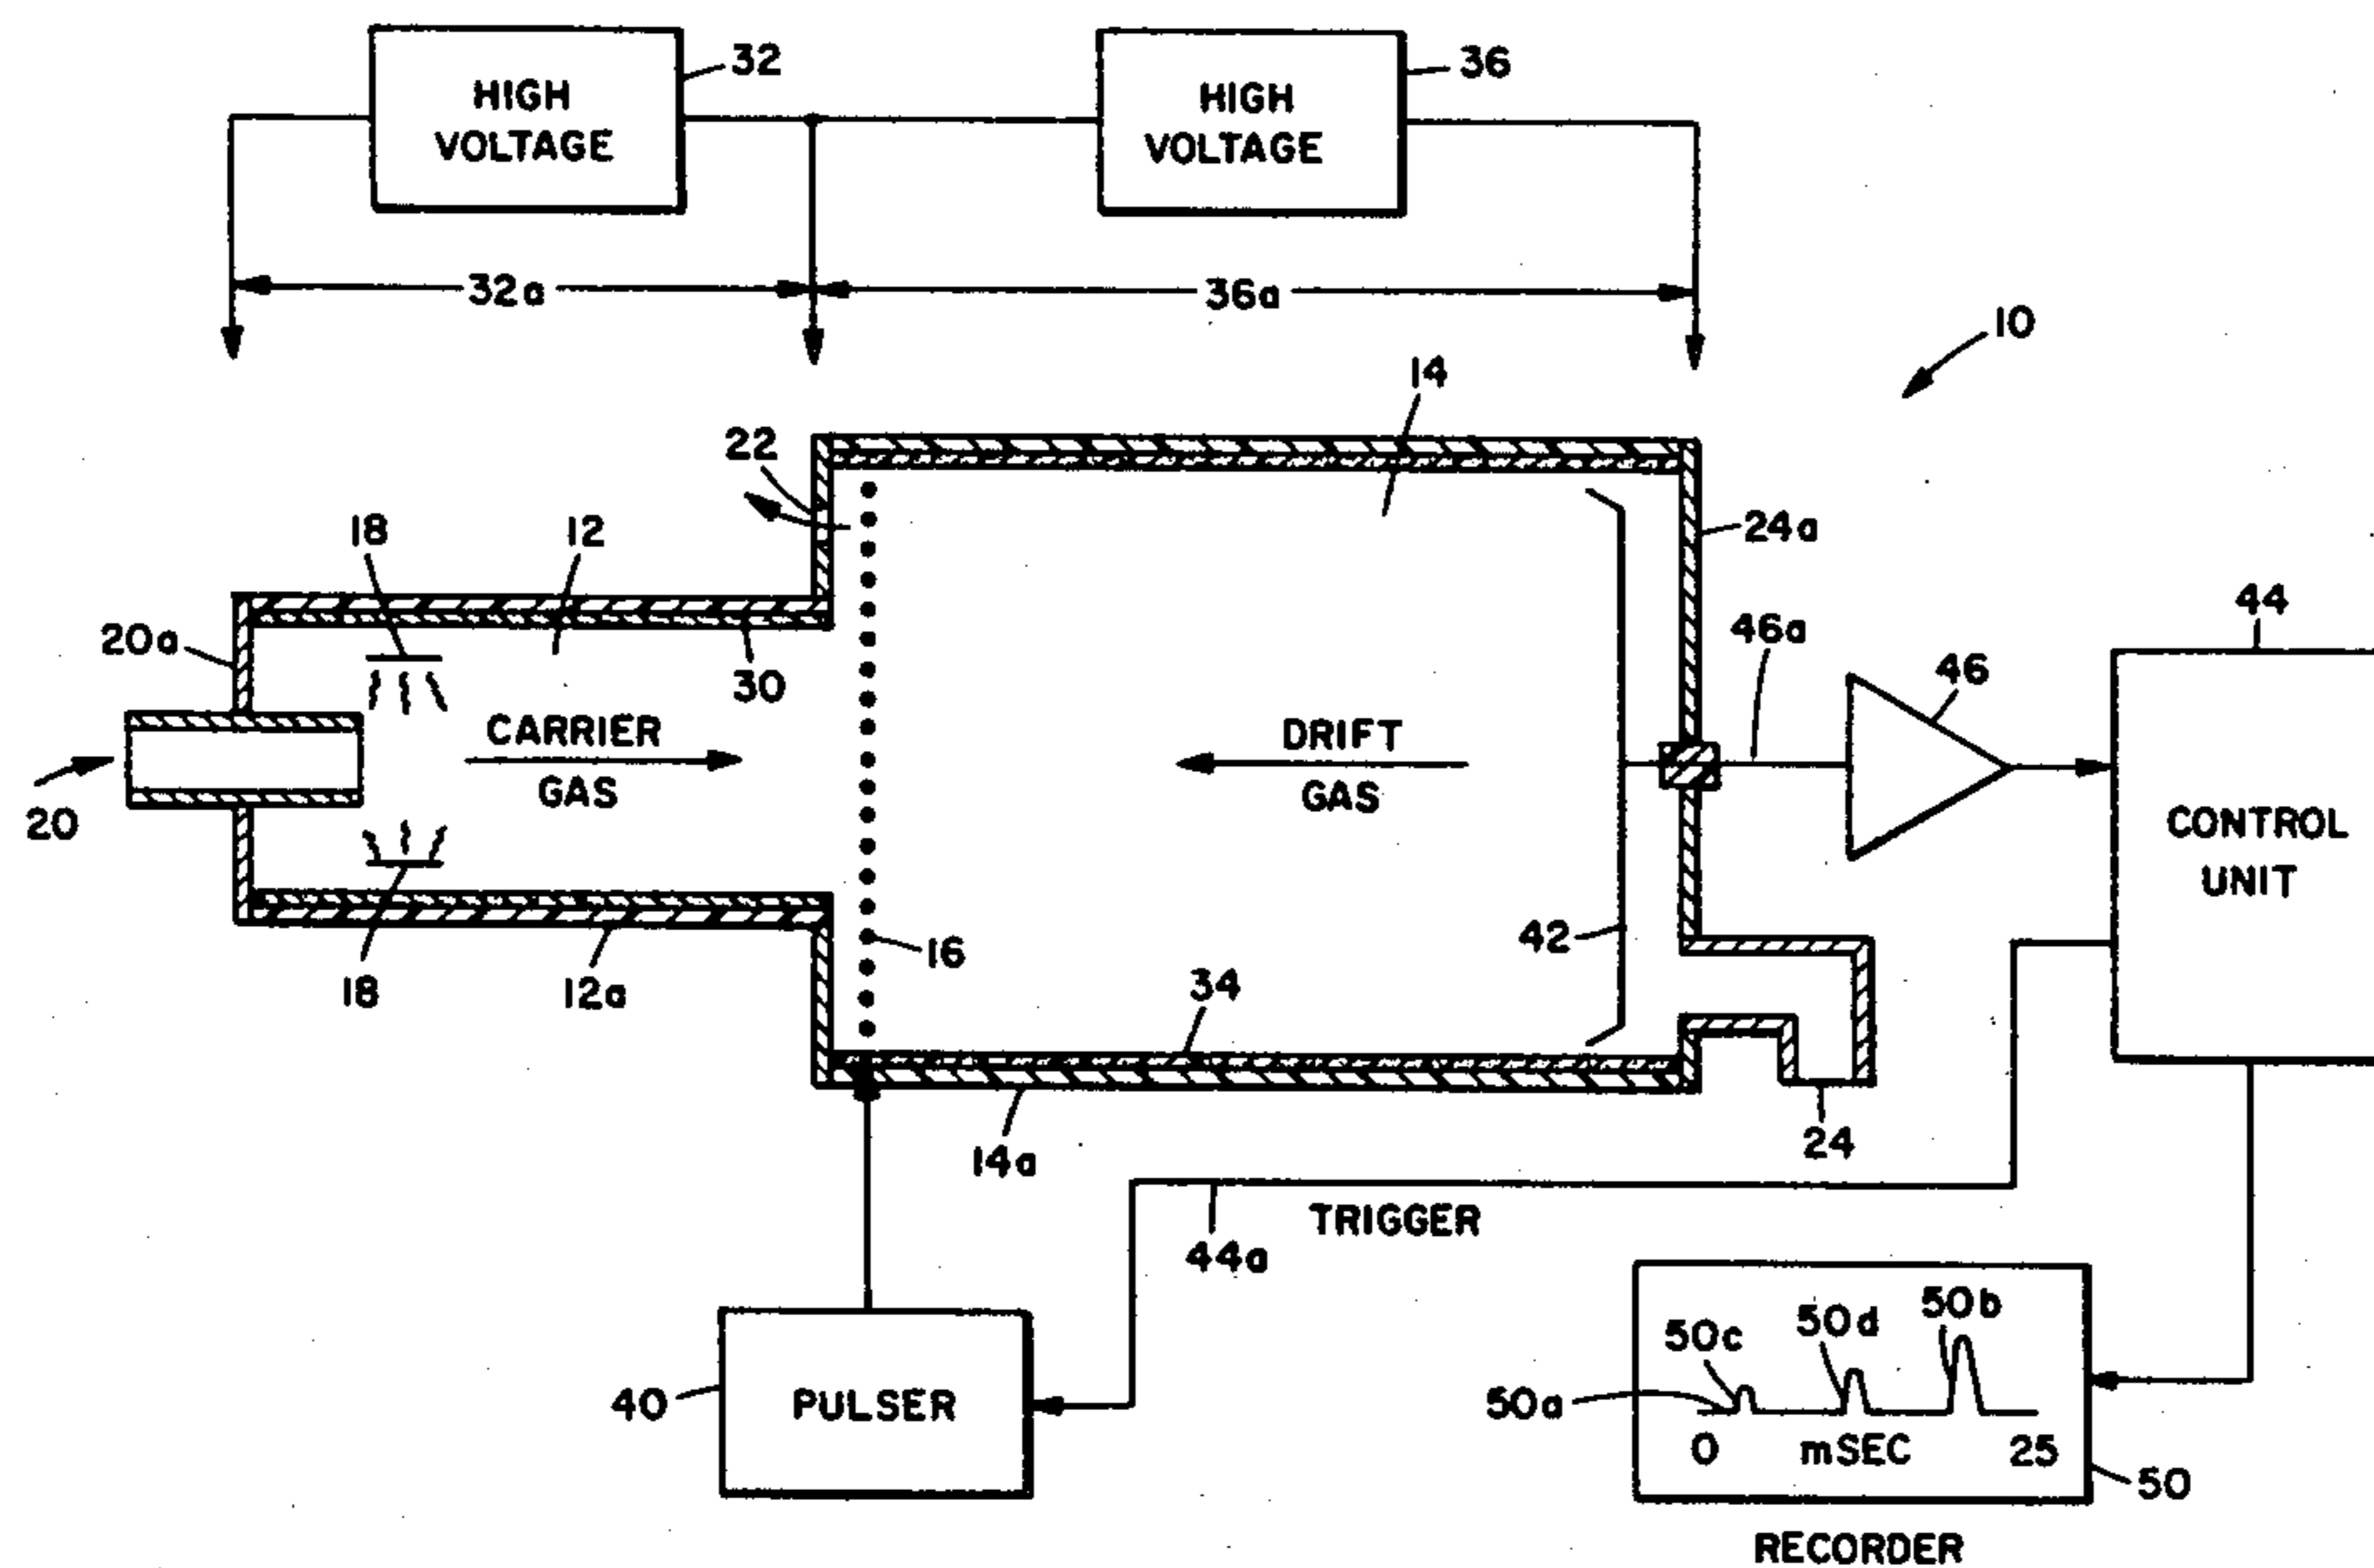 HIGH
VOLTAGE
32
HIGH
VOLTAGE
36
32a
36a
10
14
22
18
12
24a
44
20a
46a
46
30
CARRIER
GAS
DRIFT
GAS
20
CONTROL
UNIT
42
16
18
12a
34
24
14a
TRIGGER
44a
50b
50d
50c
40
PULSER
50a
0
mSEC
25
50
RECORDER